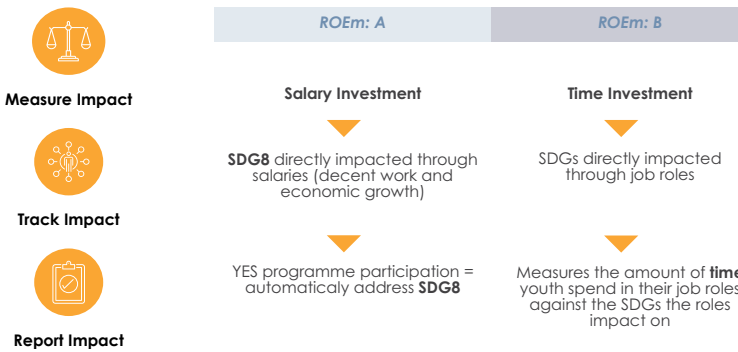 Measure Impact
Track Impact
Report Impact
ROEm: A
Salary Investment
SDG8 directly impacted through
salaries (decent work and
economic growth)
YES programme participation =
automaticaly address SDG8
ROEm: B
Time Investment
SDGs directly impacted
through job roles
Measures the amount of time
youth spend in their job roles
against the SDGs the roles
impact on